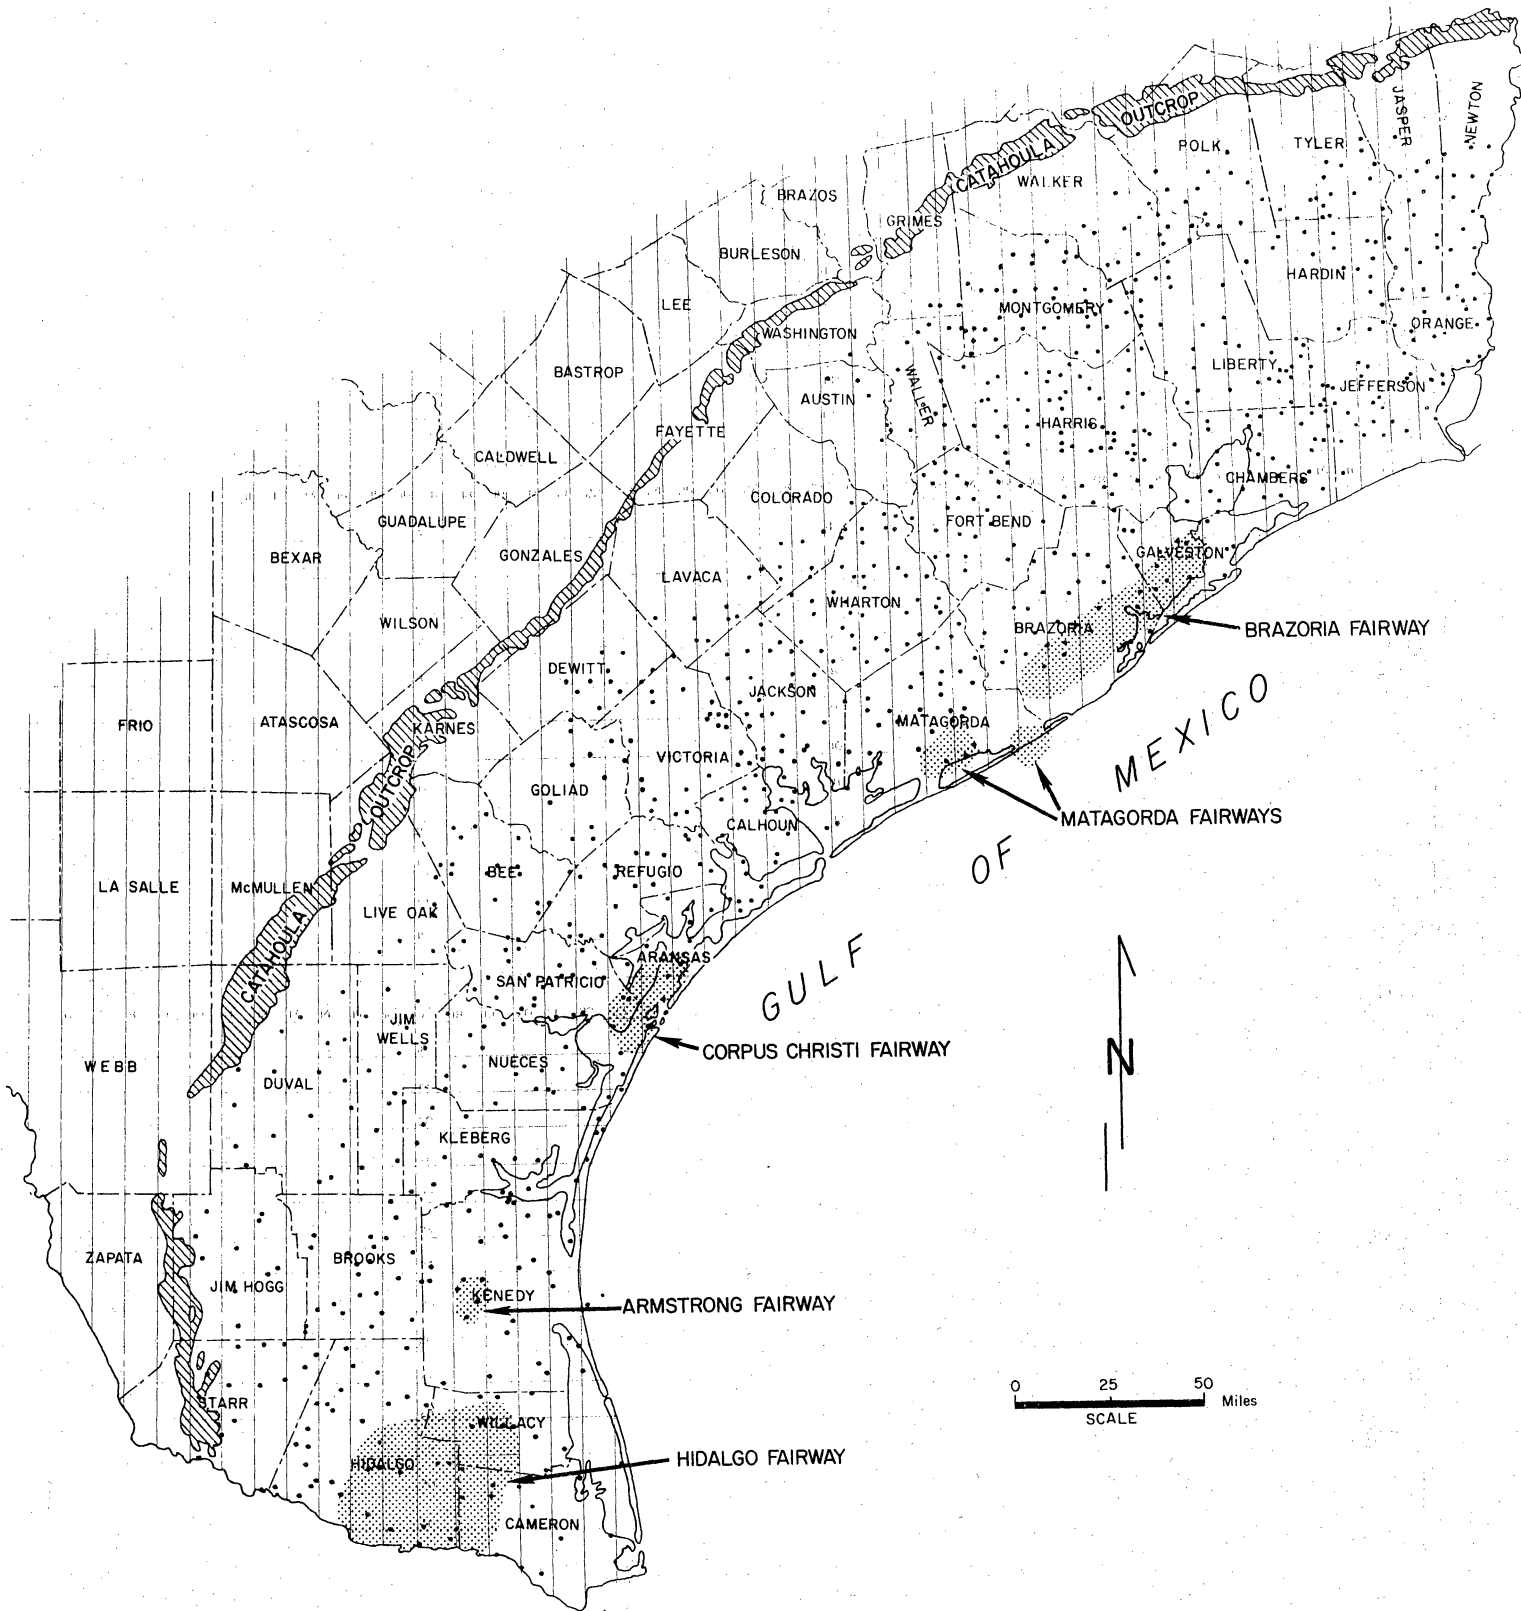 JASPER
NEWTON
OUTCROP
POLK
TYLER
CATAHOULA
WALKER
BRAZOS
GRIMES
BURLESON
HARDIN
LEE
MONTGOMERY
WASHINGTON
ORANGE
BASTROP
LIBERTY
WALLER
AUSTIN
JEFFERSON
FAYETTE
HARRIS
CALDWELL
COLORADO
CHAMBERS
GUADALUPE
FORT BEND
BEXAR
GONZALES
GALVESTON
LAVACA
WHARTON
WILSON
BRAZORIA
BRAZORIA FAIRWAY
DEWITT
JACKSON
FRIO
ATASCOSA
KARNES
MATAGORDA
VICTORIA
OUTCROP
GOLIAD
CALHOUN
MATAGORDA FAIRWAYS
GULF OF MEXICO
LA SALLE
McMULLEN
BEE
REFUGIO
LIVE OAK
CATAHOULA
ARANSAS
SAN PATRICIO
JIM
WELLS
CORPUS CHRISTI FAIRWAY
NUECES
WEBB
DUVAL
N
KLEBERG
ZAPATA
BROOKS
JIM HOGG
KENEDY
ARMSTRONG FAIRWAY
STARR
WILLACY
0 25 50 Miles
SCALE
HIDALGO
HIDALGO FAIRWAY
CAMERON